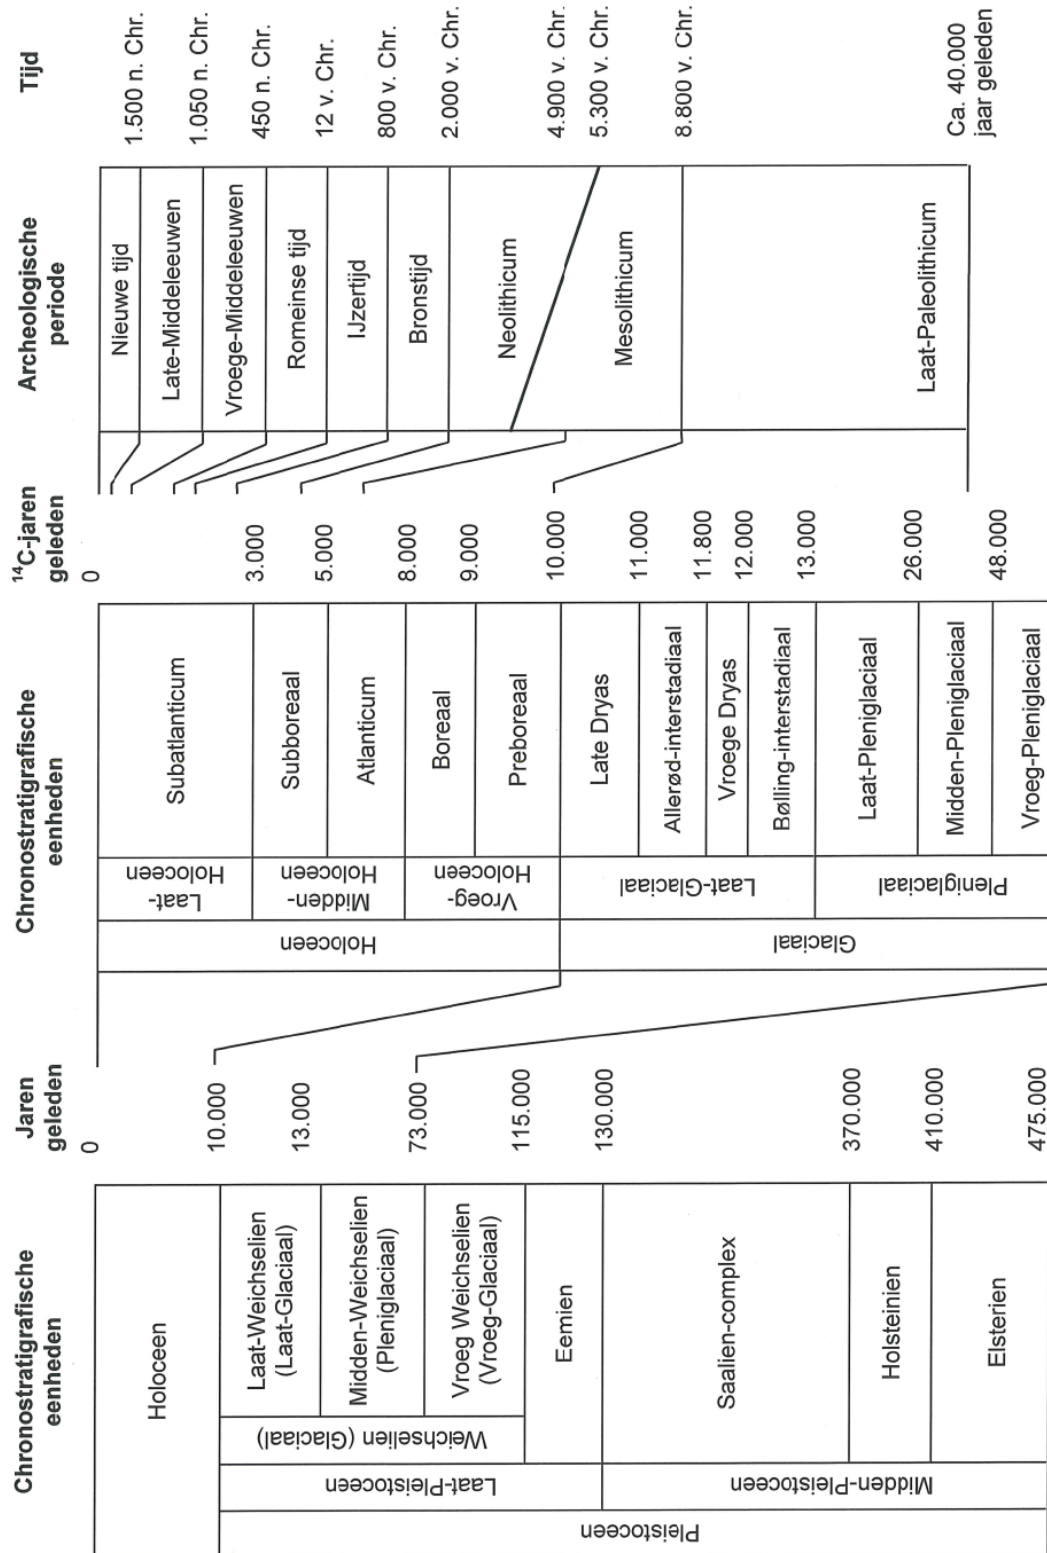 Chronostratigrafische
eenheden
Jaren
geleden
Chronostratigrafische
eenheden
¹⁴C-jaren
geleden
Archeologische
periode
Tijd
Pleistoceen
Laat-Pleistoceen
Midden-Pleistoceen
Weichselien (Glaciaal)
Holoceen
Laat-Weichselien
(Laat-Glaciaal)
Midden-Weichselien
(Pleniglaciaal)
Vroeg Weichselien
(Vroeg-Glaciaal)
Eemien
Saalien-complex
Holsteinien
Elsterien
0
10.000
13.000
73.000
115.000
130.000
370.000
410.000
475.000
Holoceen
Glaciaal
Laat-
Holoceen
Midden-
Holoceen
Vroeg-
Holoceen
Laat-Glaciaal
Pleniglaciaal
Subatlanticum
Subboreaal
Atlanticum
Boreaal
Preboreaal
Late Dryas
Allerød-interstadiaal
Vroege Dryas
Bølling-interstadiaal
Laat-Pleniglaciaal
Midden-Pleniglaciaal
Vroeg-Pleniglaciaal
0
3.000
5.000
8.000
9.000
10.000
11.000
11.800
12.000
13.000
26.000
48.000
Nieuwe tijd
Late-Middeleeuwen
Vroege-Middeleeuwen
Romeinse tijd
IJzertijd
Bronstijd
Neolithicum
Mesolithicum
Laat-Paleolithicum
1.500 n. Chr.
1.050 n. Chr.
450 n. Chr.
12 v. Chr.
800 v. Chr.
2.000 v. Chr.
4.900 v. Chr.
5.300 v. Chr.
8.800 v. Chr.
Ca. 40.000
jaar geleden